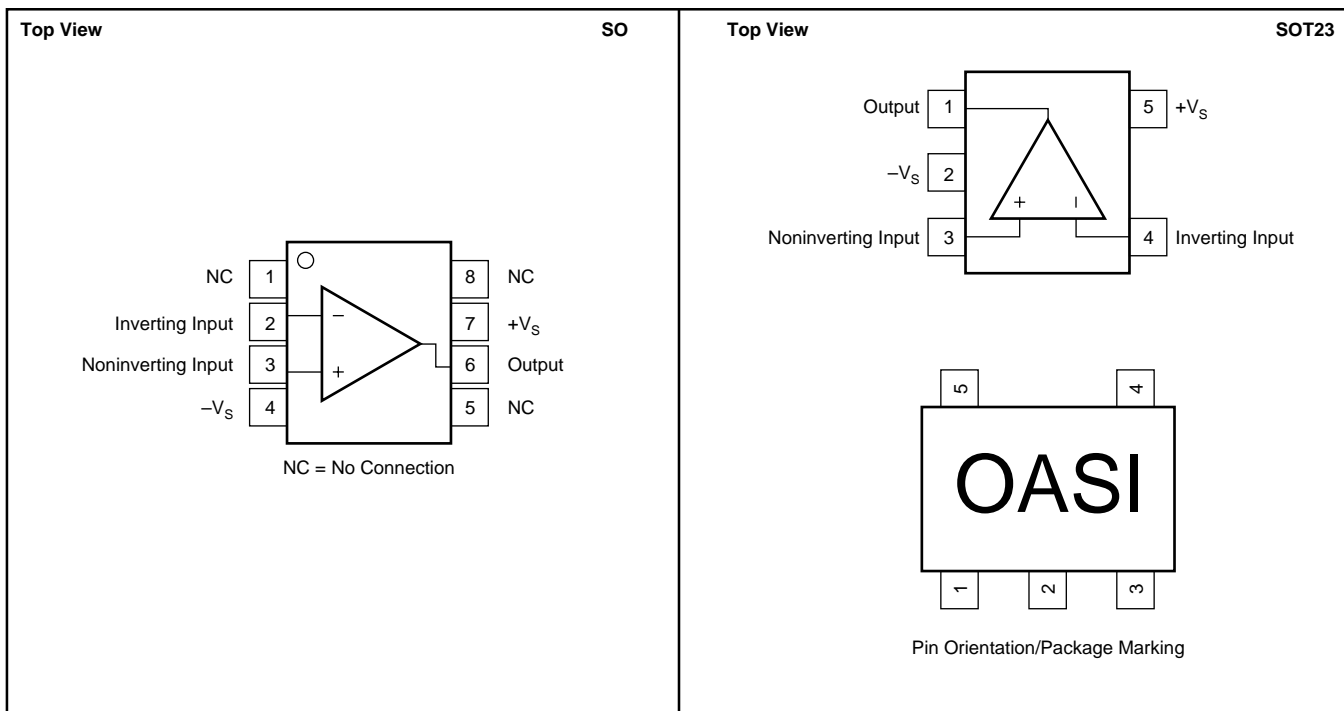 Top View SO
NC 1 8 NC
Inverting Input 2 − 7 +VS
Noninverting Input 3 + 6 Output
–VS 4 5 NC
NC = No Connection
Top View SOT23
Output 1 5 +VS
–VS 2
+ −
Noninverting Input 3 4 Inverting Input
5 4
OASI
1 2 3
Pin Orientation/Package Marking